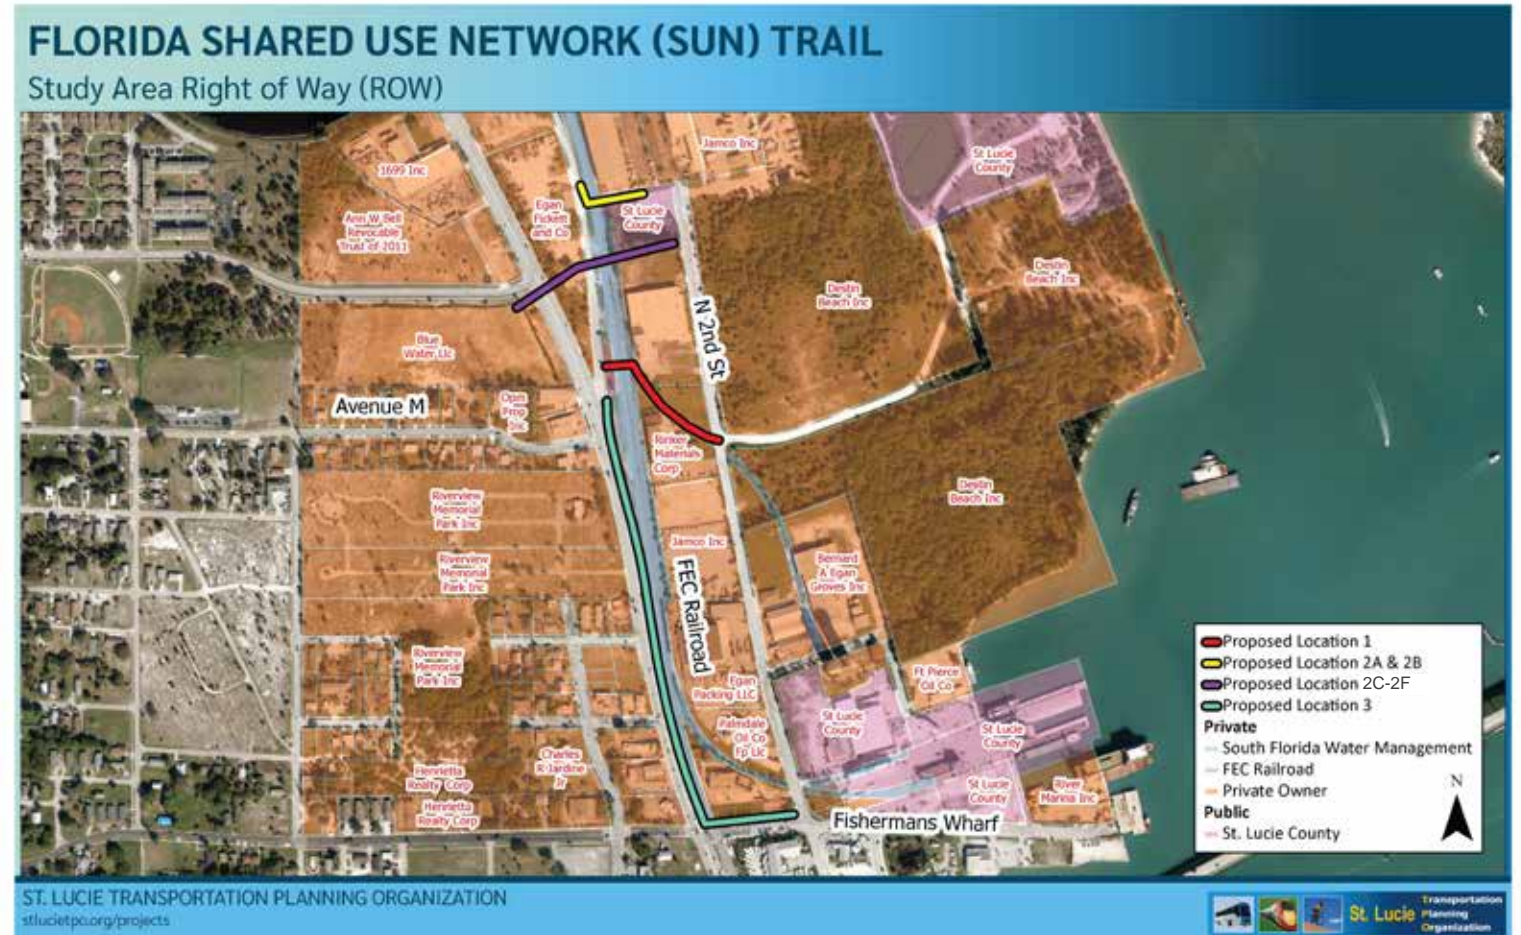 FLORIDA SHARED USE NETWORK (SUN) TRAIL
Study Area Right of Way (ROW)
Jamco Inc
St Lucie
County
1699 Inc
Ann W Bell
Revocable
Trust of 2011
Egan
Fickett
and Co
St Lucie
County
Destin
Beach Inc
Destin
Beach Inc
N 2nd St
Blue
Water Llc
Avenue M
Opm
Prop
Inc
Rinker
Materials
Corp
Destin
Beach Inc
Riverview
Memorial
Park Inc
Jamco Inc
Riverview
Memorial
Park Inc
Bernard
A Egan
Groves Inc
FEC Railroad
Riverview
Memorial
Park Inc
Egan
Packing LLC
Ft Pierce
Oil Co
Palmdale
Oil Co
Fp Llc
St Lucie
County
St Lucie
County
Charles
R Jardine
Jr
Henrietta
Realty Corp
Henrietta
Realty Corp
St Lucie
County
River
Marina Inc
Fishermans Wharf
Proposed Location 1
Proposed Location 2A & 2B
Proposed Location 2C-2F
Proposed Location 3
Private
South Florida Water Management
FEC Railroad
Private Owner
Public
St. Lucie County
N
ST. LUCIE TRANSPORTATION PLANNING ORGANIZATION
stlucietpo.org/projects
St. Lucie
Transportation
Planning
Organization